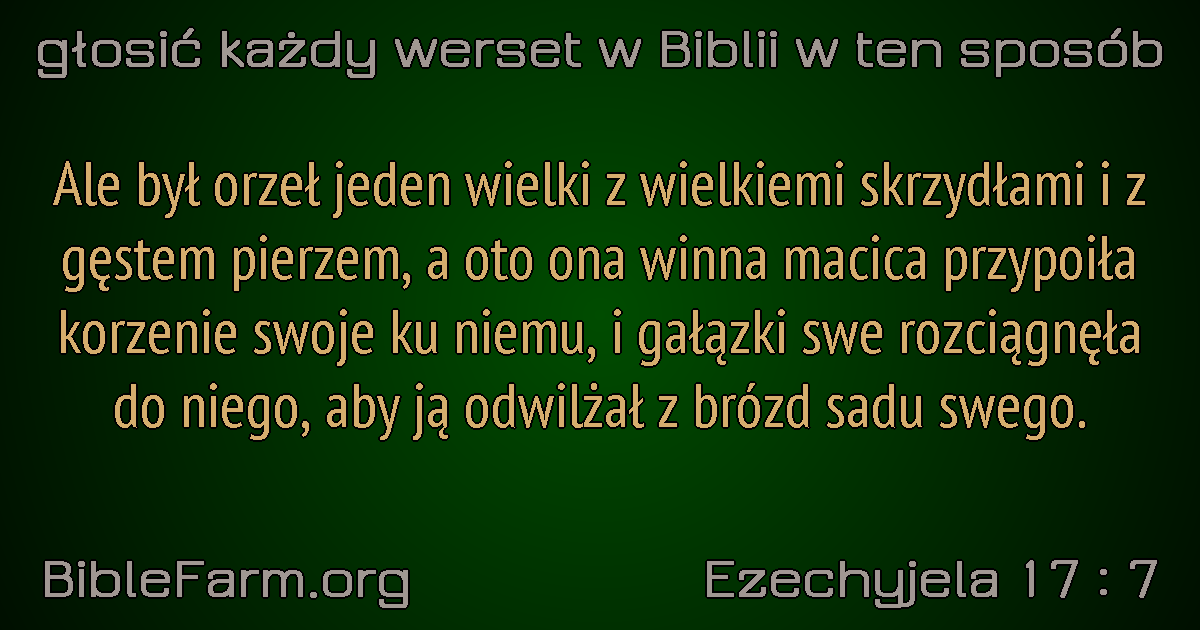 głosić każdy werset w Biblii w ten sposób
Ale był orzeł jeden wielki z wielkiemi skrzydłami i z
gęstem pierzem, a oto ona winna macica przypoiła
korzenie swoje ku niemu, i gałązki swe rozciągnęła
do niego, aby ją odwilżał z brózd sadu swego.
BibleFarm.org
Ezechyjela 17 : 7